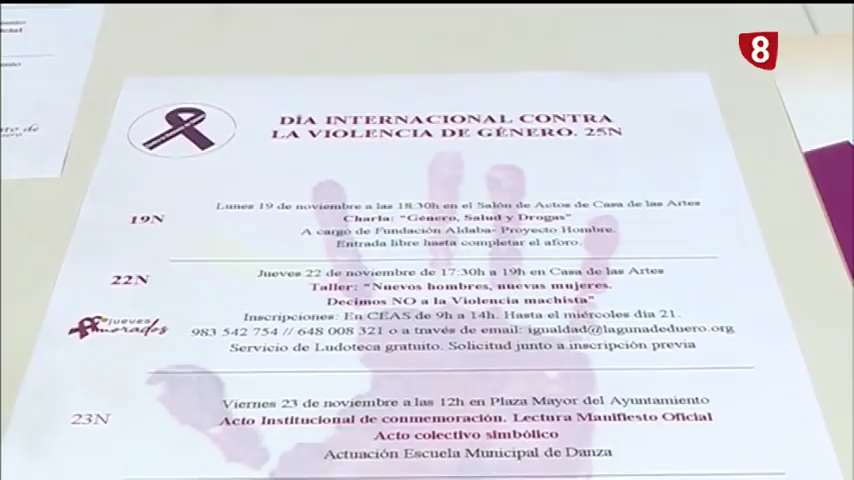 8
DÍA INTERNACIONAL CONTRA
LA VIOLENCIA DE GÉNERO. 25N
19N
Lunes 19 de noviembre a las 18:30h en el Salón de Actos de Casa de las Artes
Charla: "Género, Salud y Drogas"
A cargo de Fundación Aldaba- Proyecto Hombre.
Entrada libre hasta completar el aforo.
22N
Jueves 22 de noviembre de 17:30h a 19h en Casa de las Artes
Taller: "Nuevos hombres, nuevas mujeres.
Decimos NO a la Violencia machista"
jueves
morados
Inscripciones: En CEAS de 9h a 14h. Hasta el miércoles día 21.
983 542 754 // 648 008 321 o a través de email: igualdad@lagunadeduero.org
Servicio de Ludoteca gratuito. Solicitud junto a inscripción previa
23N
Viernes 23 de noviembre a las 12h en Plaza Mayor del Ayuntamiento
Acto Institucional de conmemoración. Lectura Manifiesto Oficial
Acto colectivo simbólico
Actuación Escuela Municipal de Danza